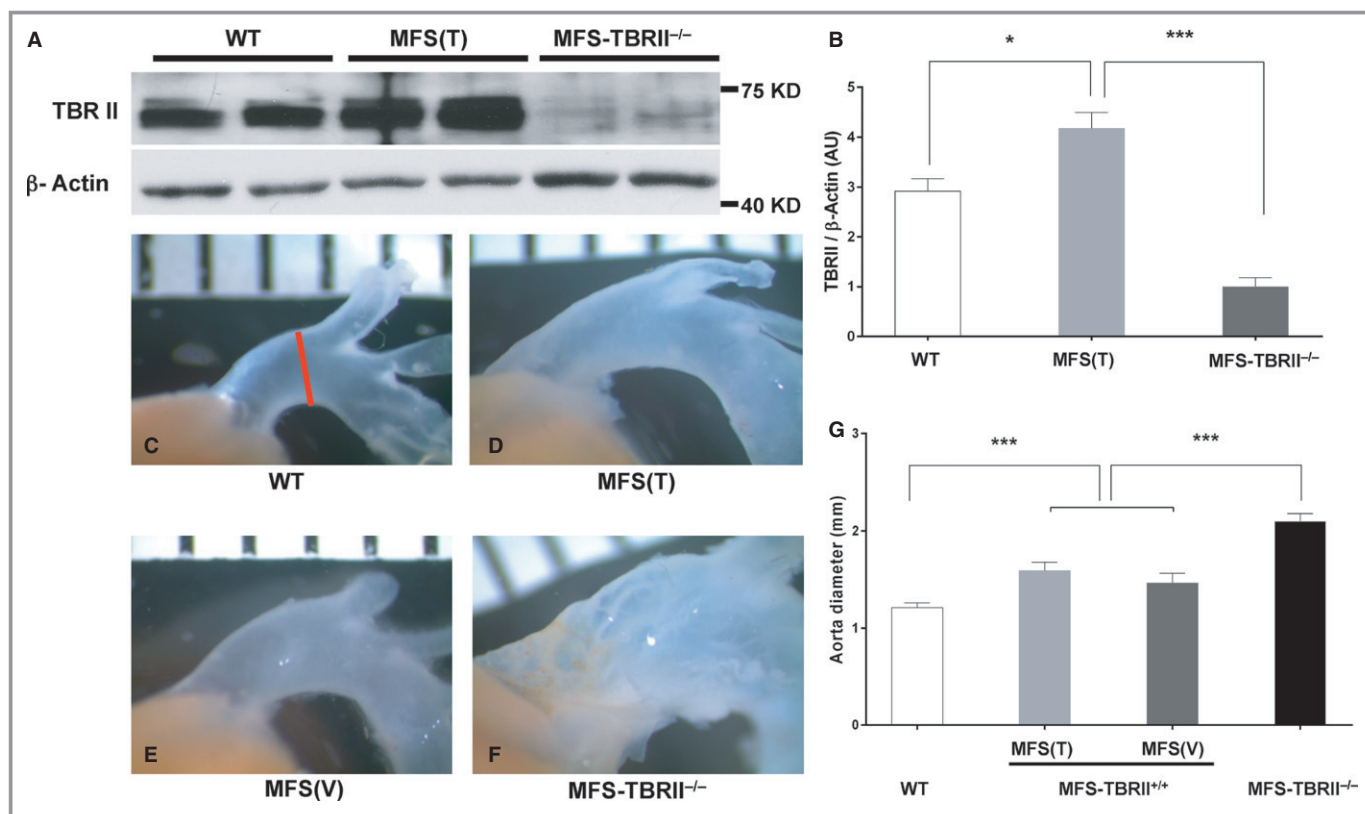 A
WT MFS(T) MFS-TBRII–/–
TBR II
75 KD
β- Actin
40 KD
C
WT
D
MFS(T)
E
MFS(V)
F
MFS-TBRII–/–
B
* ***
TBRII / β-Actin (AU)
5
4
3
2
1
0
WT MFS(T) MFS-TBRII–/–
G
*** ***
Aorta diameter (mm)
3
2
1
0
MFS(T) MFS(V)
WT MFS-TBRII+/+ MFS-TBRII–/–